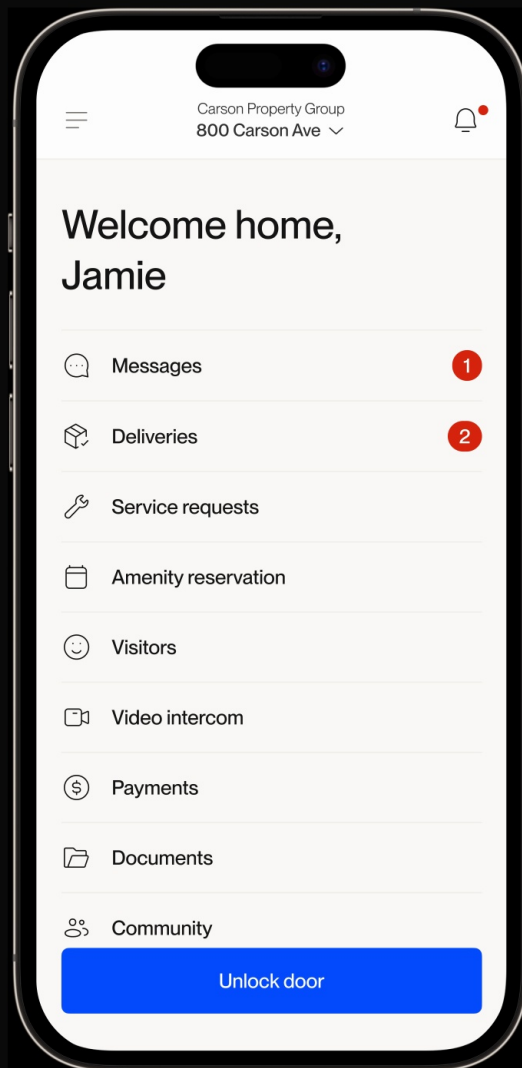 Carson Property Group
800 Carson Ave
Welcome home,
Jamie
Messages
1
Deliveries
2
Service requests
Amenity reservation
Visitors
Video intercom
Payments
Documents
Community
Unlock door